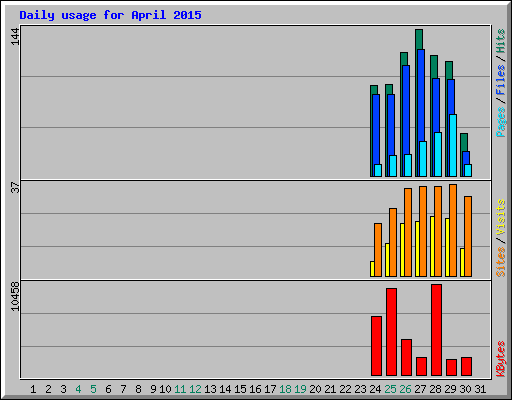 Daily usage for April 2015
144
Pages / Files / Hits
37
Sites / Visits
10458
KBytes
1 2 3 4 5 6 7 8 9 10 11 12 13 14 15 16 17 18 19 20 21 22 23 24 25 26 27 28 29 30 31